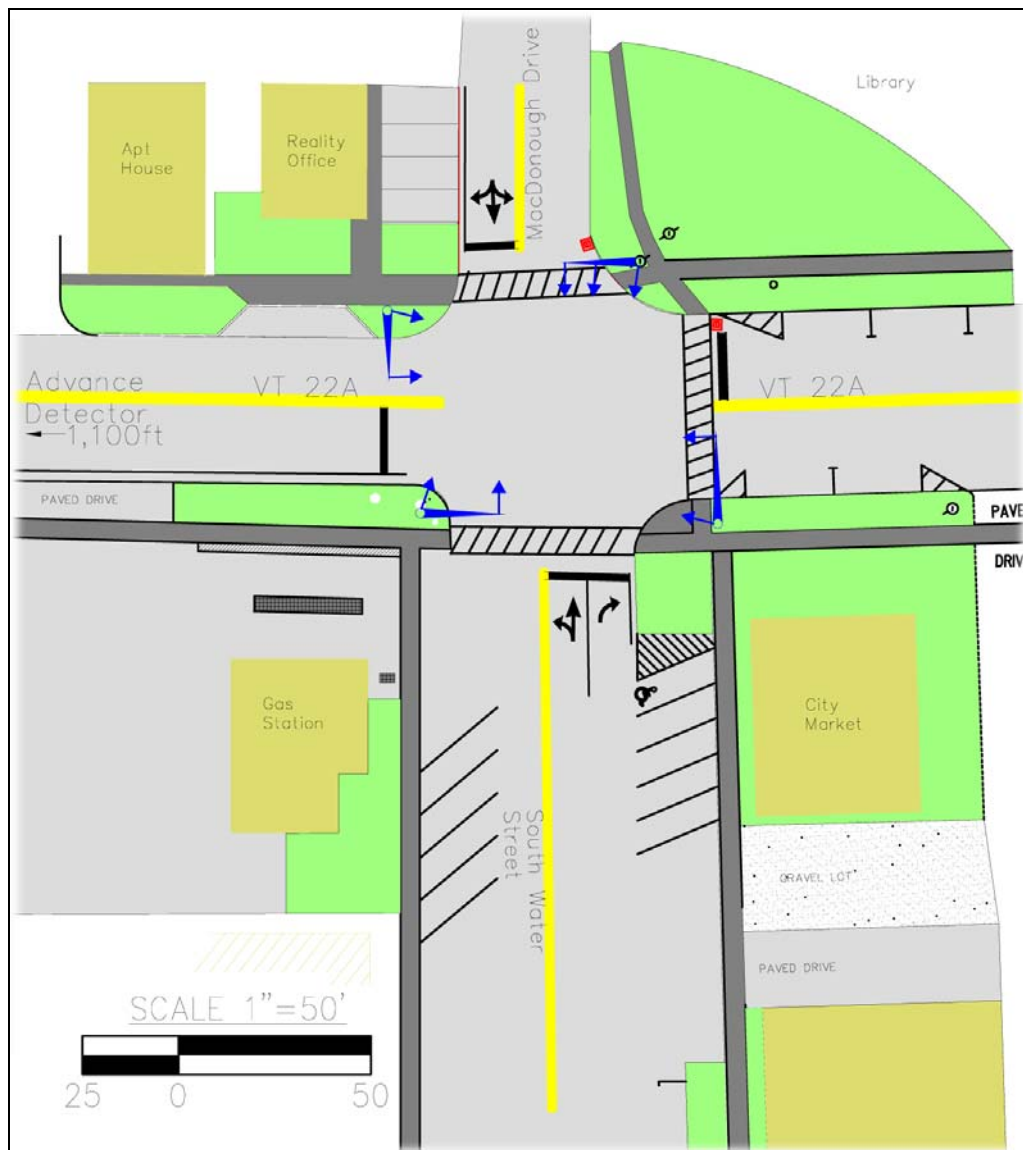 MacDonough Drive
Library
Apt
House
Reality
Office
Advance
Detector
1,100ft
VT 22A
VT 22A
PAVED DRIVE
PAVE
DRIV
Gas
Station
City
Market
South Water
Street
GRAVEL LOT
PAVED DRIVE
SCALE 1"=50'
25 0 50